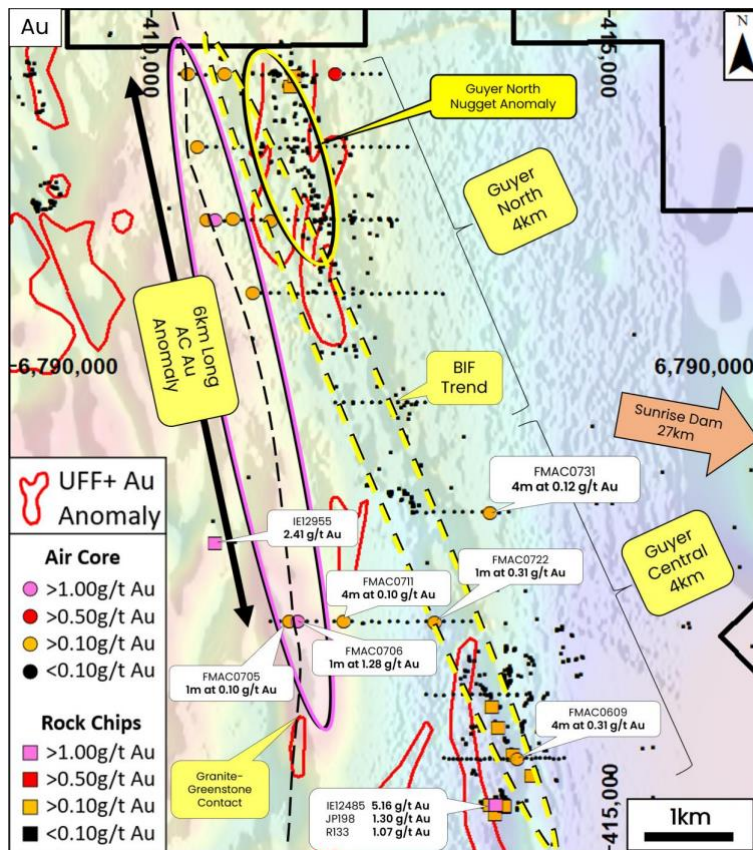 Au
410,000
415,000
N
Guyer North
Nugget Anomaly
Guyer
North
4km
6km Long
AC Au
Anomaly
6,790,000
6,790,000
BIF
Trend
Sunrise Dam
27km
UFF+ Au
Anomaly
FMAC0731
4m at 0.12 g/t Au
IE12955
2.41 g/t Au
Guyer
Central
4km
Air Core
>1.00g/t Au
>0.50g/t Au
>0.10g/t Au
<0.10g/t Au
FMAC0711
4m at 0.10 g/t Au
FMAC0722
1m at 0.31 g/t Au
FMAC0705
1m at 0.10 g/t Au
FMAC0706
1m at 1.28 g/t Au
FMAC0609
4m at 0.31 g/t Au
Rock Chips
>1.00g/t Au
>0.50g/t Au
>0.10g/t Au
<0.10g/t Au
Granite-
Greenstone
Contact
IE12485 5.16 g/t Au
JP198 1.30 g/t Au
R133 1.07 g/t Au
415,000
1km